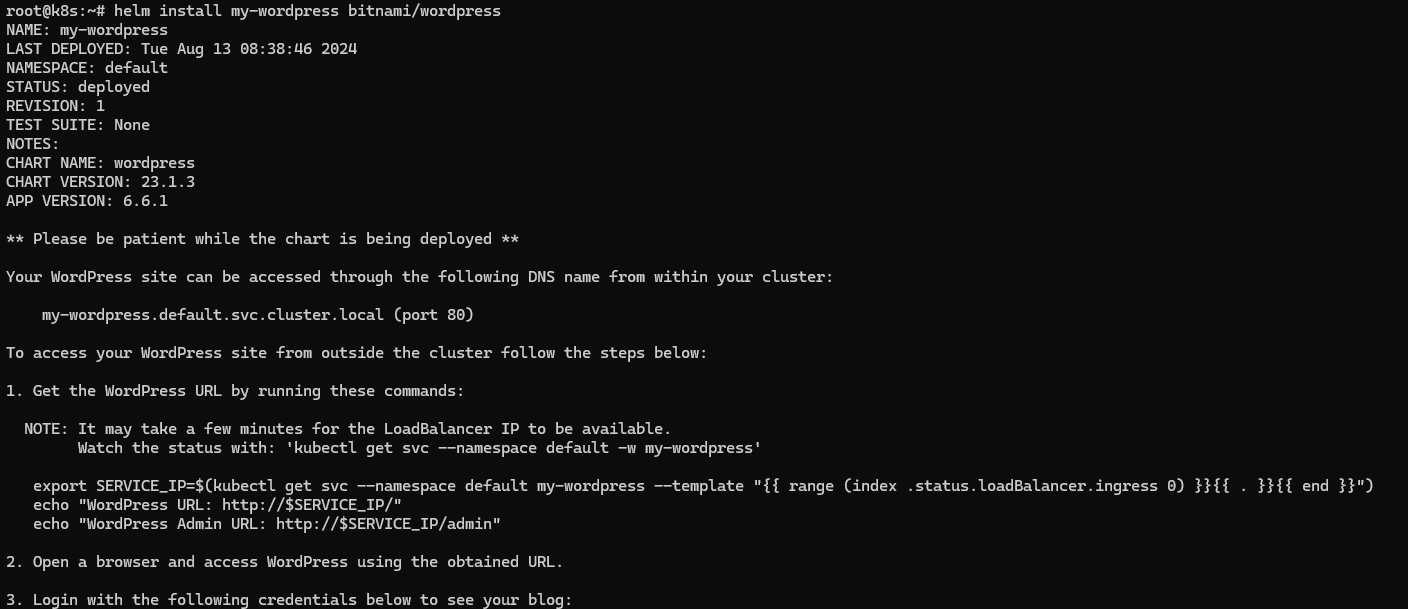 root@k8s:~# helm install my-wordpress bitnami/wordpress
NAME: my-wordpress
LAST DEPLOYED: Tue Aug 13 08:38:46 2024
NAMESPACE: default
STATUS: deployed
REVISION: 1
TEST SUITE: None
NOTES:
CHART NAME: wordpress
CHART VERSION: 23.1.3
APP VERSION: 6.6.1

** Please be patient while the chart is being deployed **

Your WordPress site can be accessed through the following DNS name from within your cluster:

    my-wordpress.default.svc.cluster.local (port 80)

To access your WordPress site from outside the cluster follow the steps below:

1. Get the WordPress URL by running these commands:

  NOTE: It may take a few minutes for the LoadBalancer IP to be available.
        Watch the status with: 'kubectl get svc --namespace default -w my-wordpress'

   export SERVICE_IP=$(kubectl get svc --namespace default my-wordpress --template "{{ range (index .status.loadBalancer.ingress 0) }}{{ . }}{{ end }}")
   echo "WordPress URL: http://$SERVICE_IP/"
   echo "WordPress Admin URL: http://$SERVICE_IP/admin"

2. Open a browser and access WordPress using the obtained URL.

3. Login with the following credentials below to see your blog: